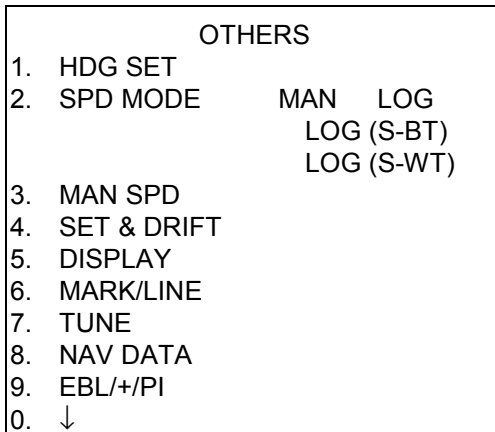 OTHERS
1. HDG SET
2. SPD MODE MAN LOG
LOG (S-BT)
LOG (S-WT)
3. MAN SPD
4. SET & DRIFT
5. DISPLAY
6. MARK/LINE
7. TUNE
8. NAV DATA
9. EBL/+/PI
0. ↓